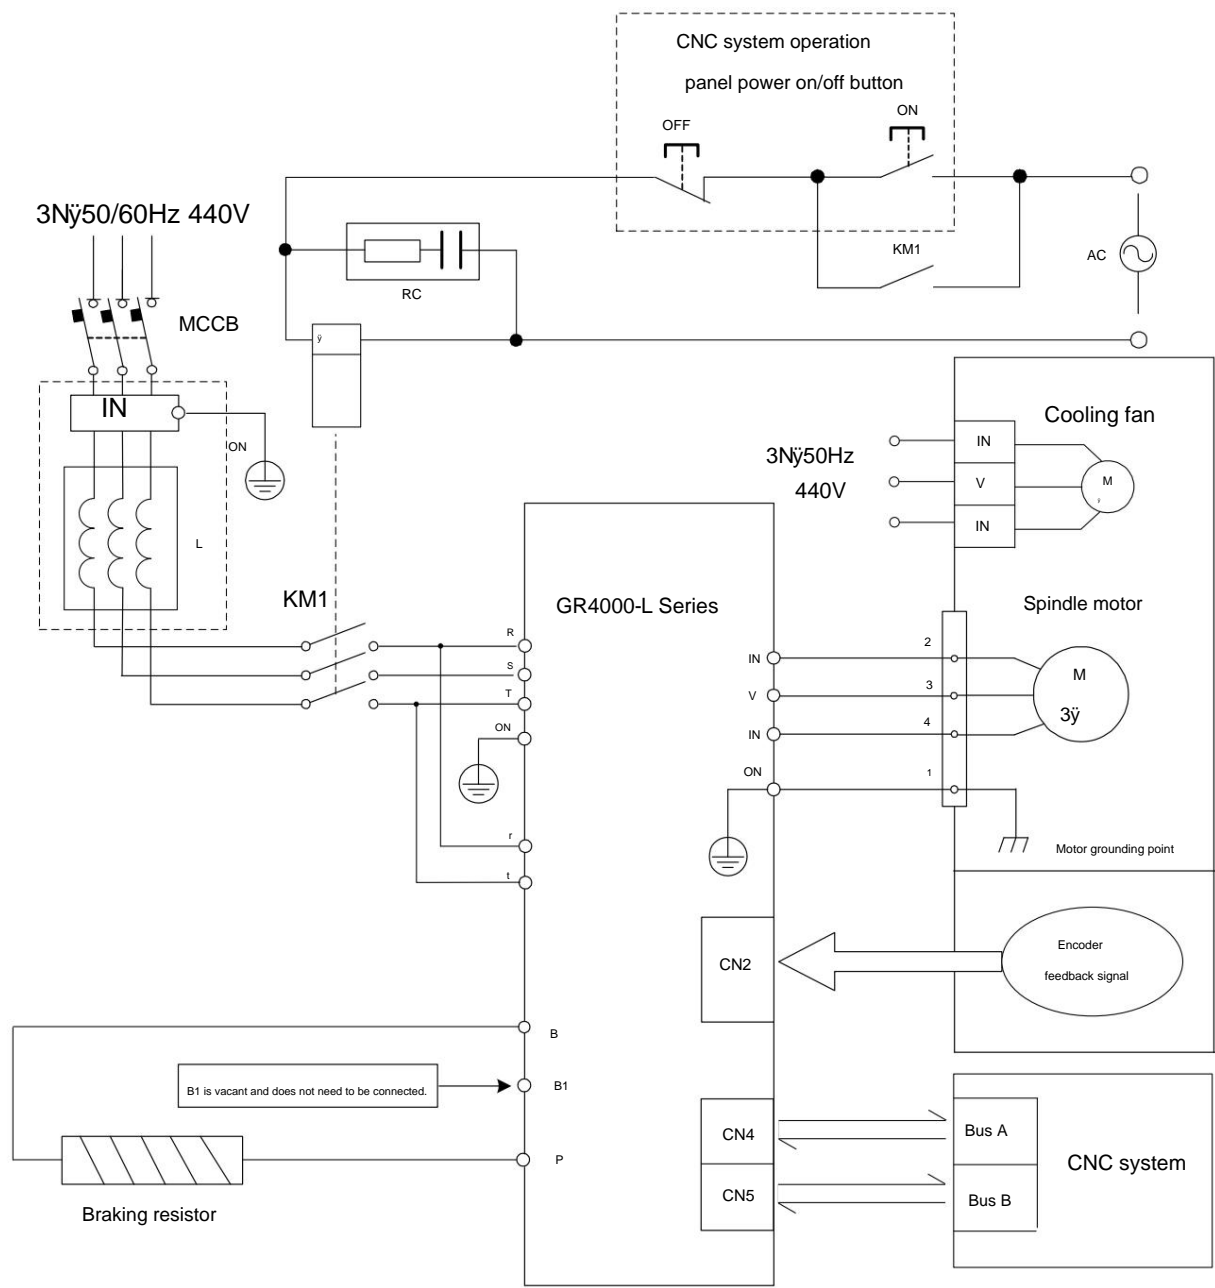 CNC system operation
panel power on/off button
OFF
ON
3Nÿ50/60Hz 440V
KM1
AC
RC
MCCB
ÿ
IN
ON
L
KM1
Cooling fan
3Nÿ50Hz
440V
IN
V
IN
M
ÿ
GR4000-L Series
Spindle motor
R
S
T
ON
r
t
IN
V
IN
ON
2
3
4
1
M
3ÿ
Motor grounding point
CN2
Encoder
feedback signal
B
B1 is vacant and does not need to be connected.
B1
P
Braking resistor
CN4
CN5
Bus A
Bus B
CNC system